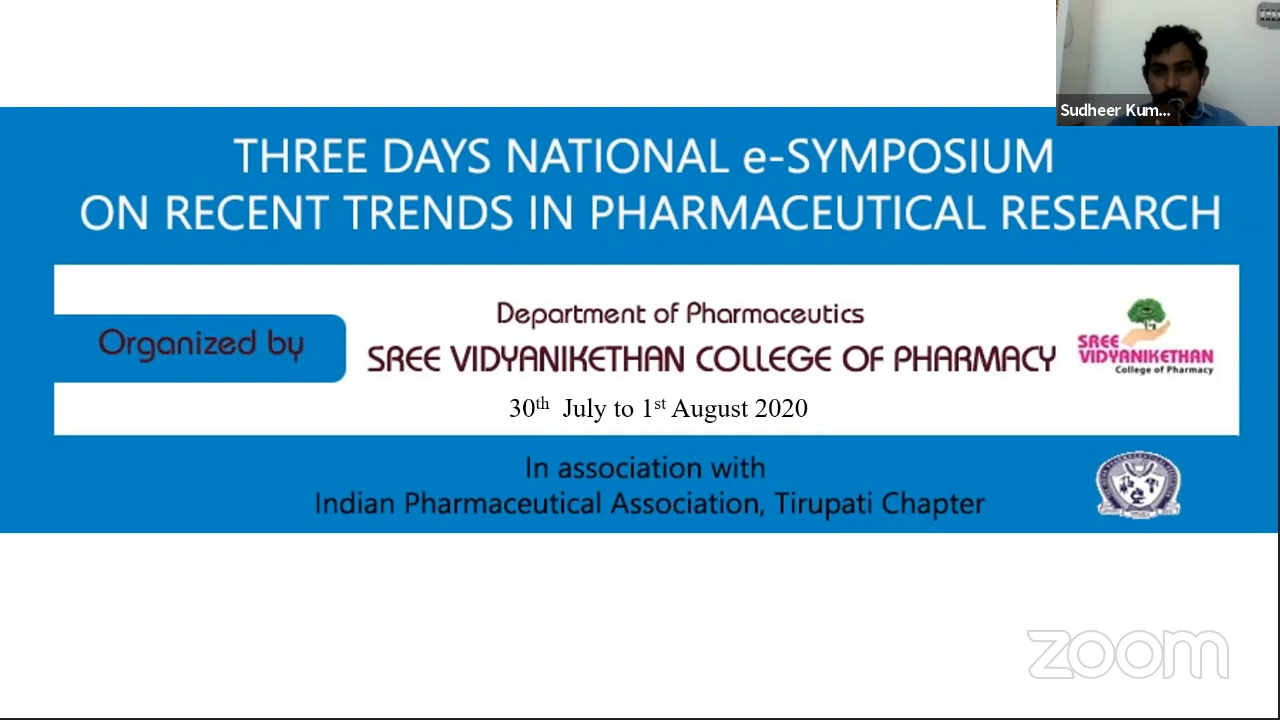 Sudheer Kum...
THREE DAYS NATIONAL e-SYMPOSIUM
ON RECENT TRENDS IN PHARMACEUTICAL RESEARCH
Organized by
Department of Pharmaceutics
SREE VIDYANIKETHAN COLLEGE OF PHARMACY
30th July to 1st August 2020
SREE
VIDYANIKETHAN
College of Pharmacy
In association with
Indian Pharmaceutical Association, Tirupati Chapter
zoom